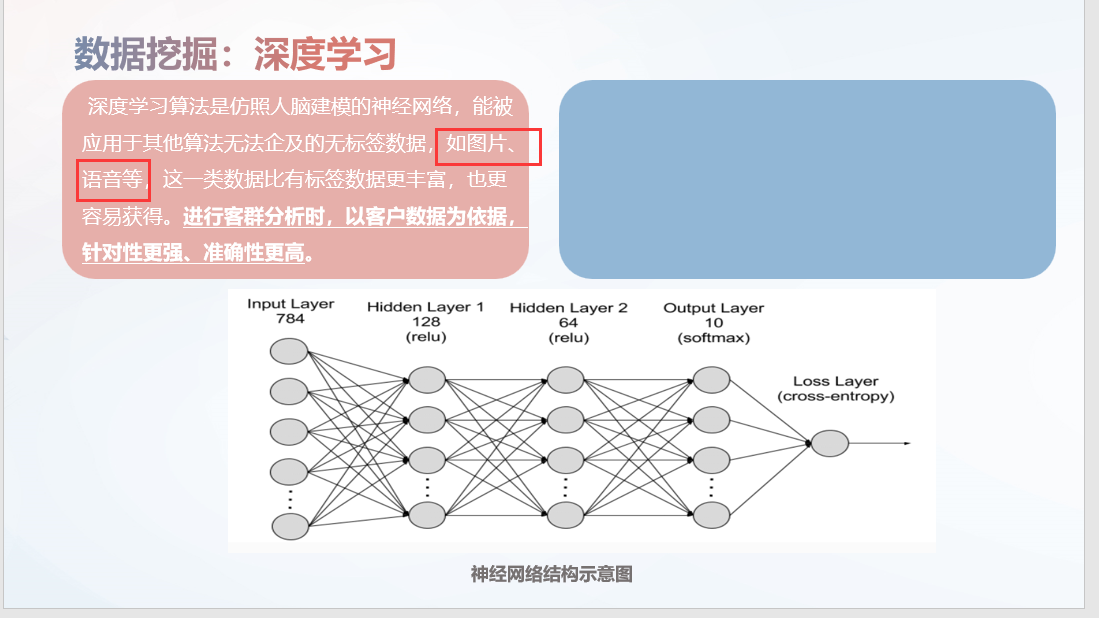 数据挖掘：深度学习
深度学习算法是仿照人脑建模的神经网络，能被
应用于其他算法无法企及的无标签数据，如图片、
语音等，这一类数据比有标签数据更丰富，也更
容易获得。进行客群分析时，以客户数据为依据，
针对性更强、准确性更高。
Input Layer
784
Hidden Layer 1
128
(relu)
Hidden Layer 2
64
(relu)
Output Layer
10
(softmax)
Loss Layer
(cross-entropy)
神经网络结构示意图